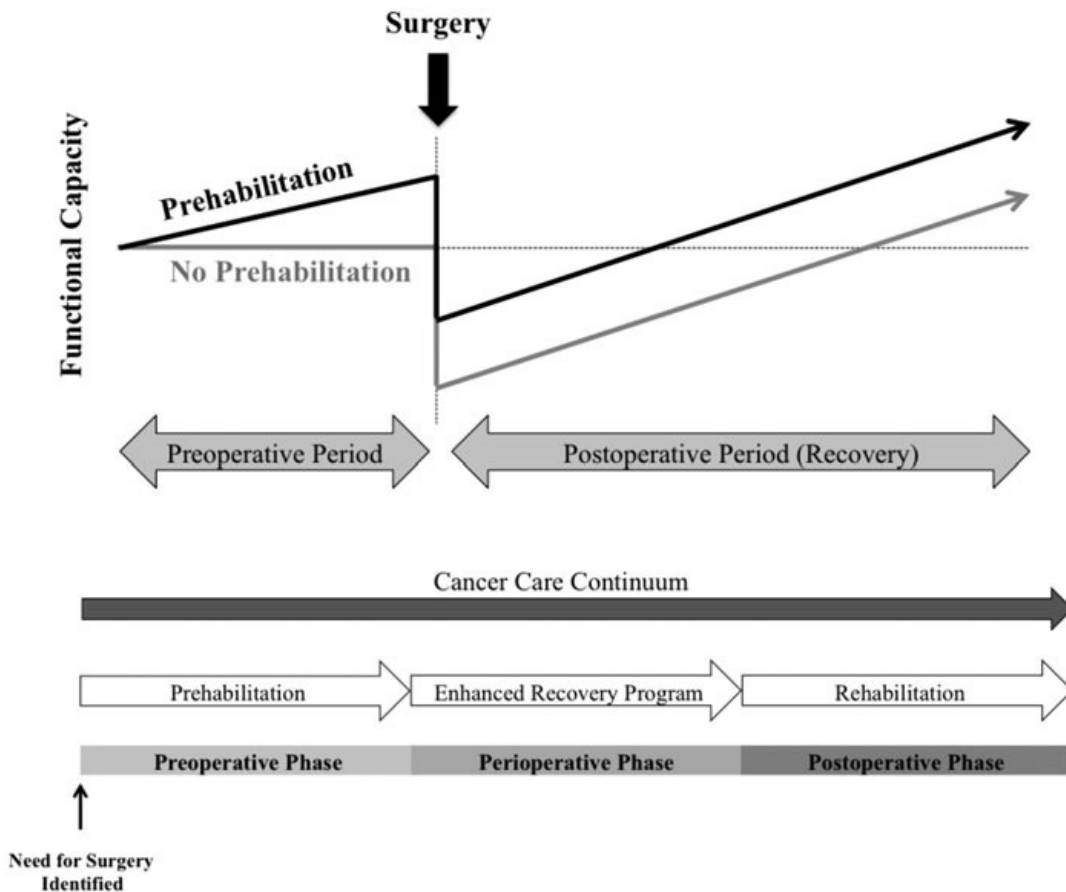 Surgery
Functional Capacity
Prehabilitation
No Prehabilitation
Preoperative Period
Postoperative Period (Recovery)
Cancer Care Continuum
Prehabilitation
Enhanced Recovery Program
Rehabilitation
Preoperative Phase
Perioperative Phase
Postoperative Phase
Need for Surgery
Identified